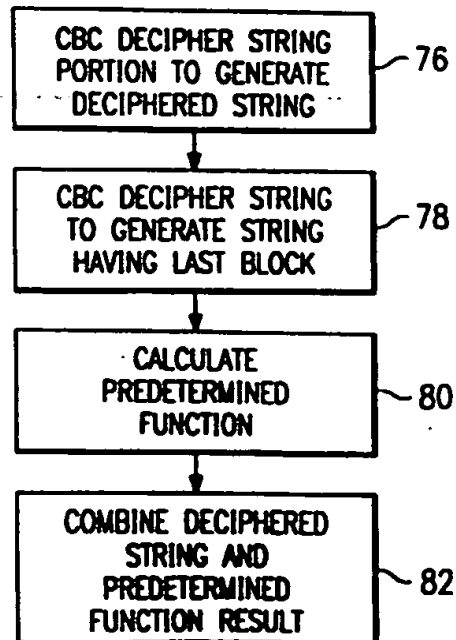 CBC DECIPHER STRING
PORTION TO GENERATE
DECIPHERED STRING
76
CBC DECIPHER STRING
TO GENERATE STRING
HAVING LAST BLOCK
78
CALCULATE
PREDETERMINED
FUNCTION
80
COMBINE DECIPHERED
STRING AND
PREDETERMINED
FUNCTION RESULT
82